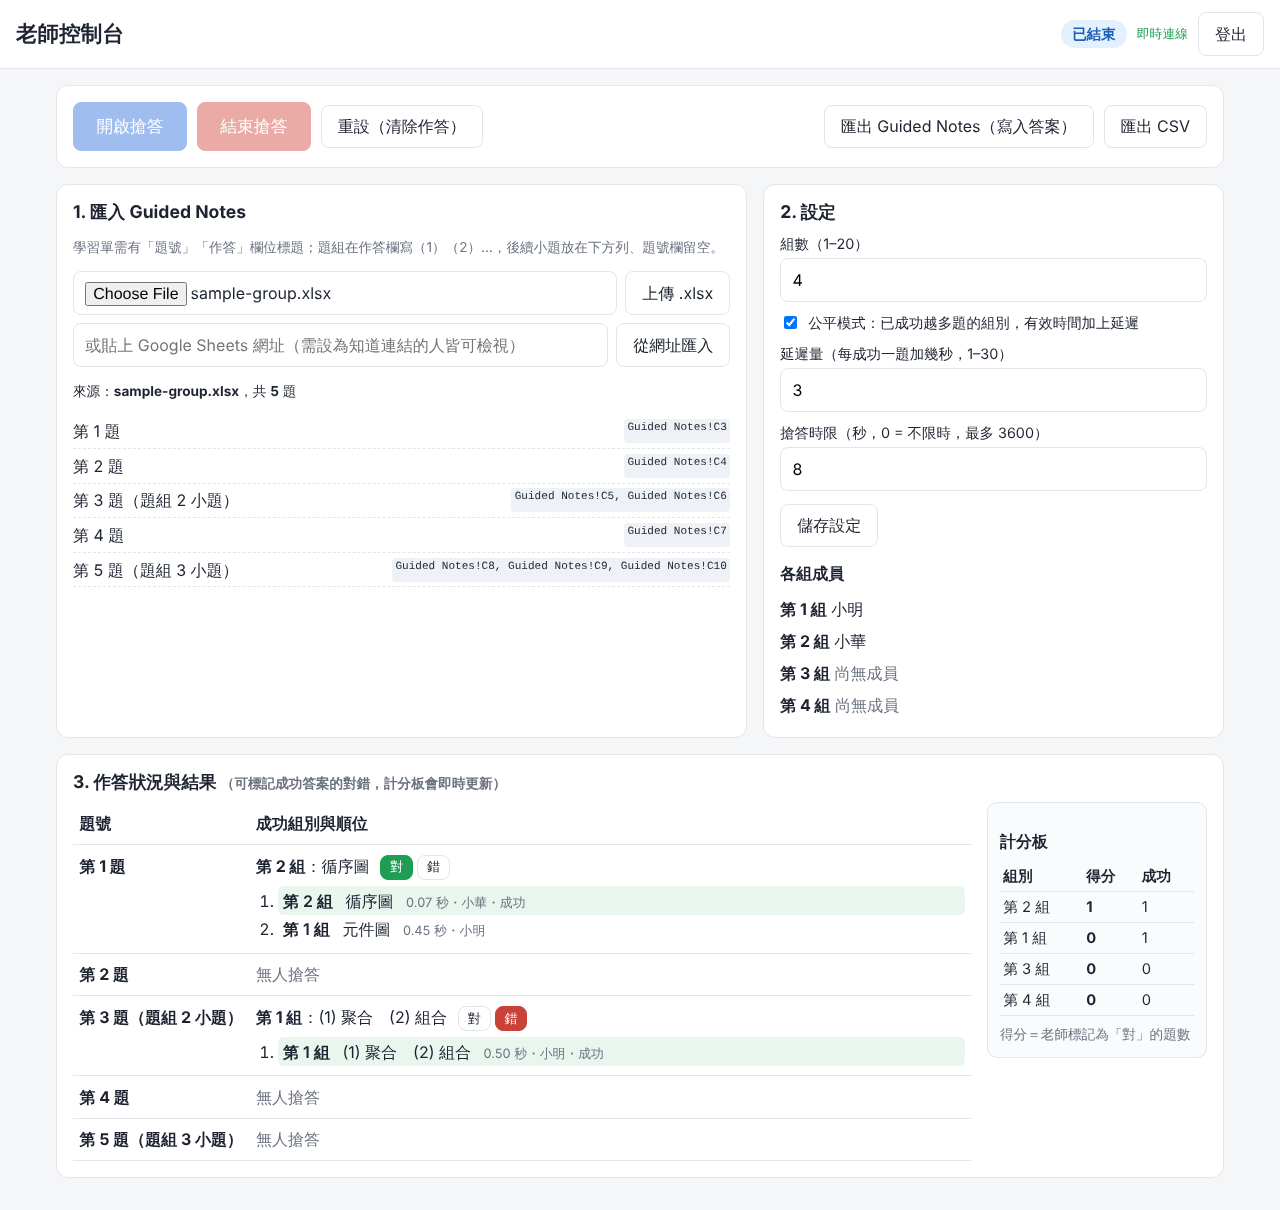 老師控制台
已結束 即時連線 登出
開啟搶答 結束搶答 重設（清除作答） 匯出 Guided Notes（寫入答案） 匯出 CSV
1. 匯入 Guided Notes
學習單需有「題號」「作答」欄位標題；題組在作答欄寫（1）（2）...，後續小題放在下方列、題號欄留空。
Choose File sample-group.xlsx 上傳 .xlsx
或貼上 Google Sheets 網址（需設為知道連結的人皆可檢視） 從網址匯入
來源：sample-group.xlsx，共 5 題
第 1 題 Guided Notes!C3
第 2 題 Guided Notes!C4
第 3 題（題組 2 小題） Guided Notes!C5, Guided Notes!C6
第 4 題 Guided Notes!C7
第 5 題（題組 3 小題） Guided Notes!C8, Guided Notes!C9, Guided Notes!C10
2. 設定
組數（1–20）
4
公平模式：已成功越多題的組別，有效時間加上延遲
延遲量（每成功一題加幾秒，1–30）
3
搶答時限（秒，0 = 不限時，最多 3600）
8
儲存設定
各組成員
第 1 組 小明
第 2 組 小華
第 3 組 尚無成員
第 4 組 尚無成員
3. 作答狀況與結果 （可標記成功答案的對錯，計分板會即時更新）
題號 成功組別與順位
第 1 題 第 2 組：循序圖 對 錯
1. 第 2 組 循序圖 0.07 秒・小華・成功
2. 第 1 組 元件圖 0.45 秒・小明
第 2 題 無人搶答
第 3 題（題組 2 小題） 第 1 組：(1) 聚合 (2) 組合 對 錯
1. 第 1 組 (1) 聚合 (2) 組合 0.50 秒・小明・成功
第 4 題 無人搶答
第 5 題（題組 3 小題） 無人搶答
計分板
組別 得分 成功
第 2 組 1 1
第 1 組 0 1
第 3 組 0 0
第 4 組 0 0
得分＝老師標記為「對」的題數